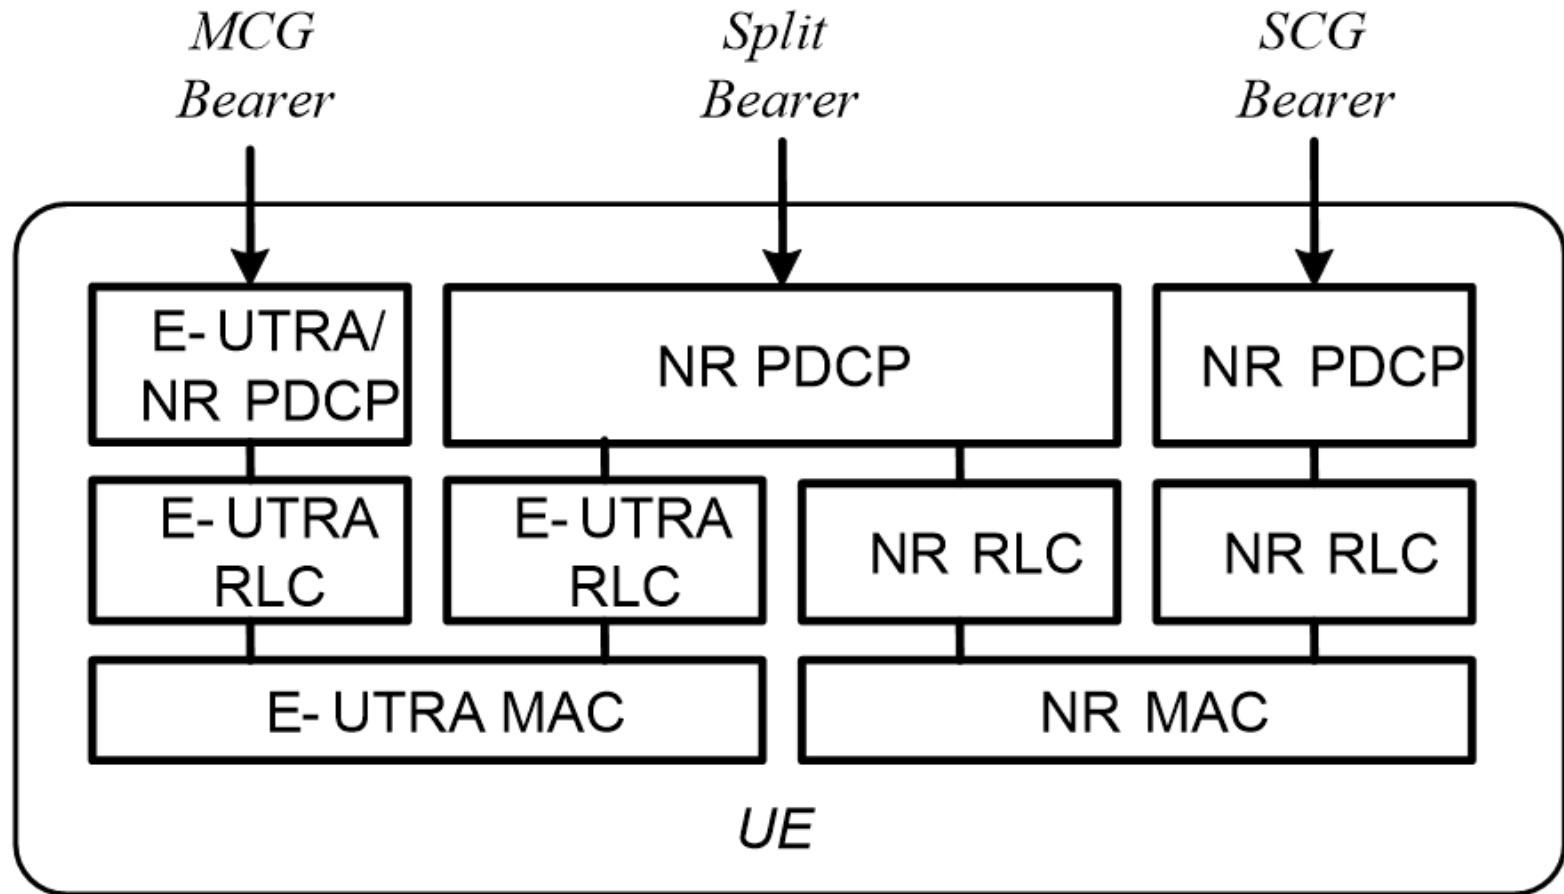 MCG
Bearer
Split
Bearer
SCG
Bearer
E-UTRA/
NR PDCP
NR PDCP
NR PDCP
E-UTRA
RLC
E-UTRA
RLC
NR RLC
NR RLC
E-UTRA MAC
NR MAC
UE